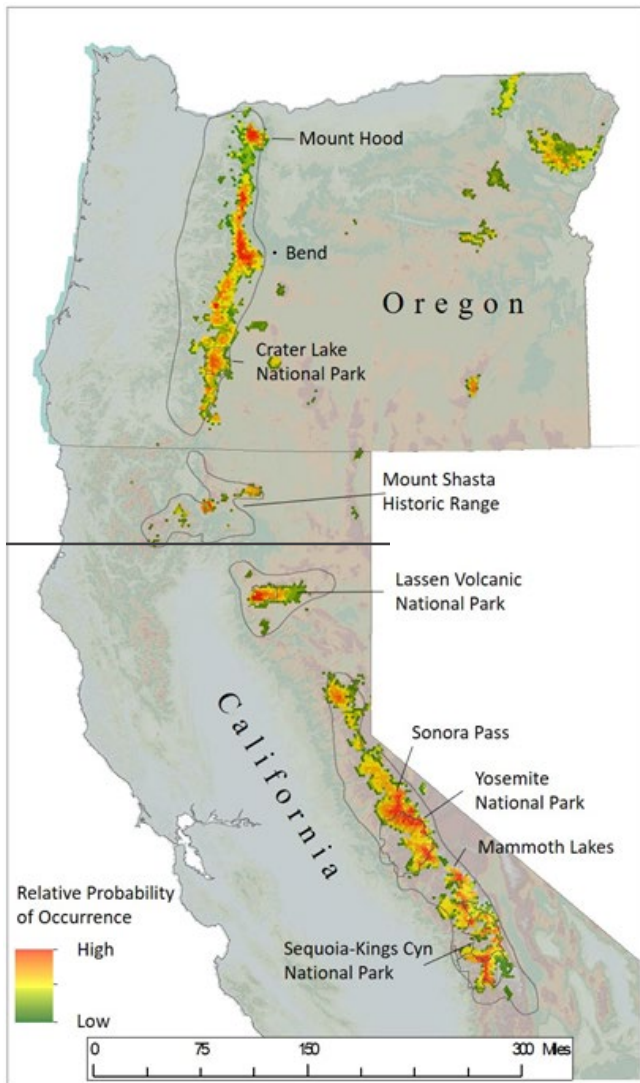 Mount Hood
Bend
Oregon
Crater Lake
National Park
Mount Shasta
Historic Range
Lassen Volcanic
National Park
California
Sonora Pass
Yosemite
National Park
Mammoth Lakes
Relative Probability
of Occurrence
High
Low
Sequoia-Kings Cyn
National Park
0 75 150 300 Miles